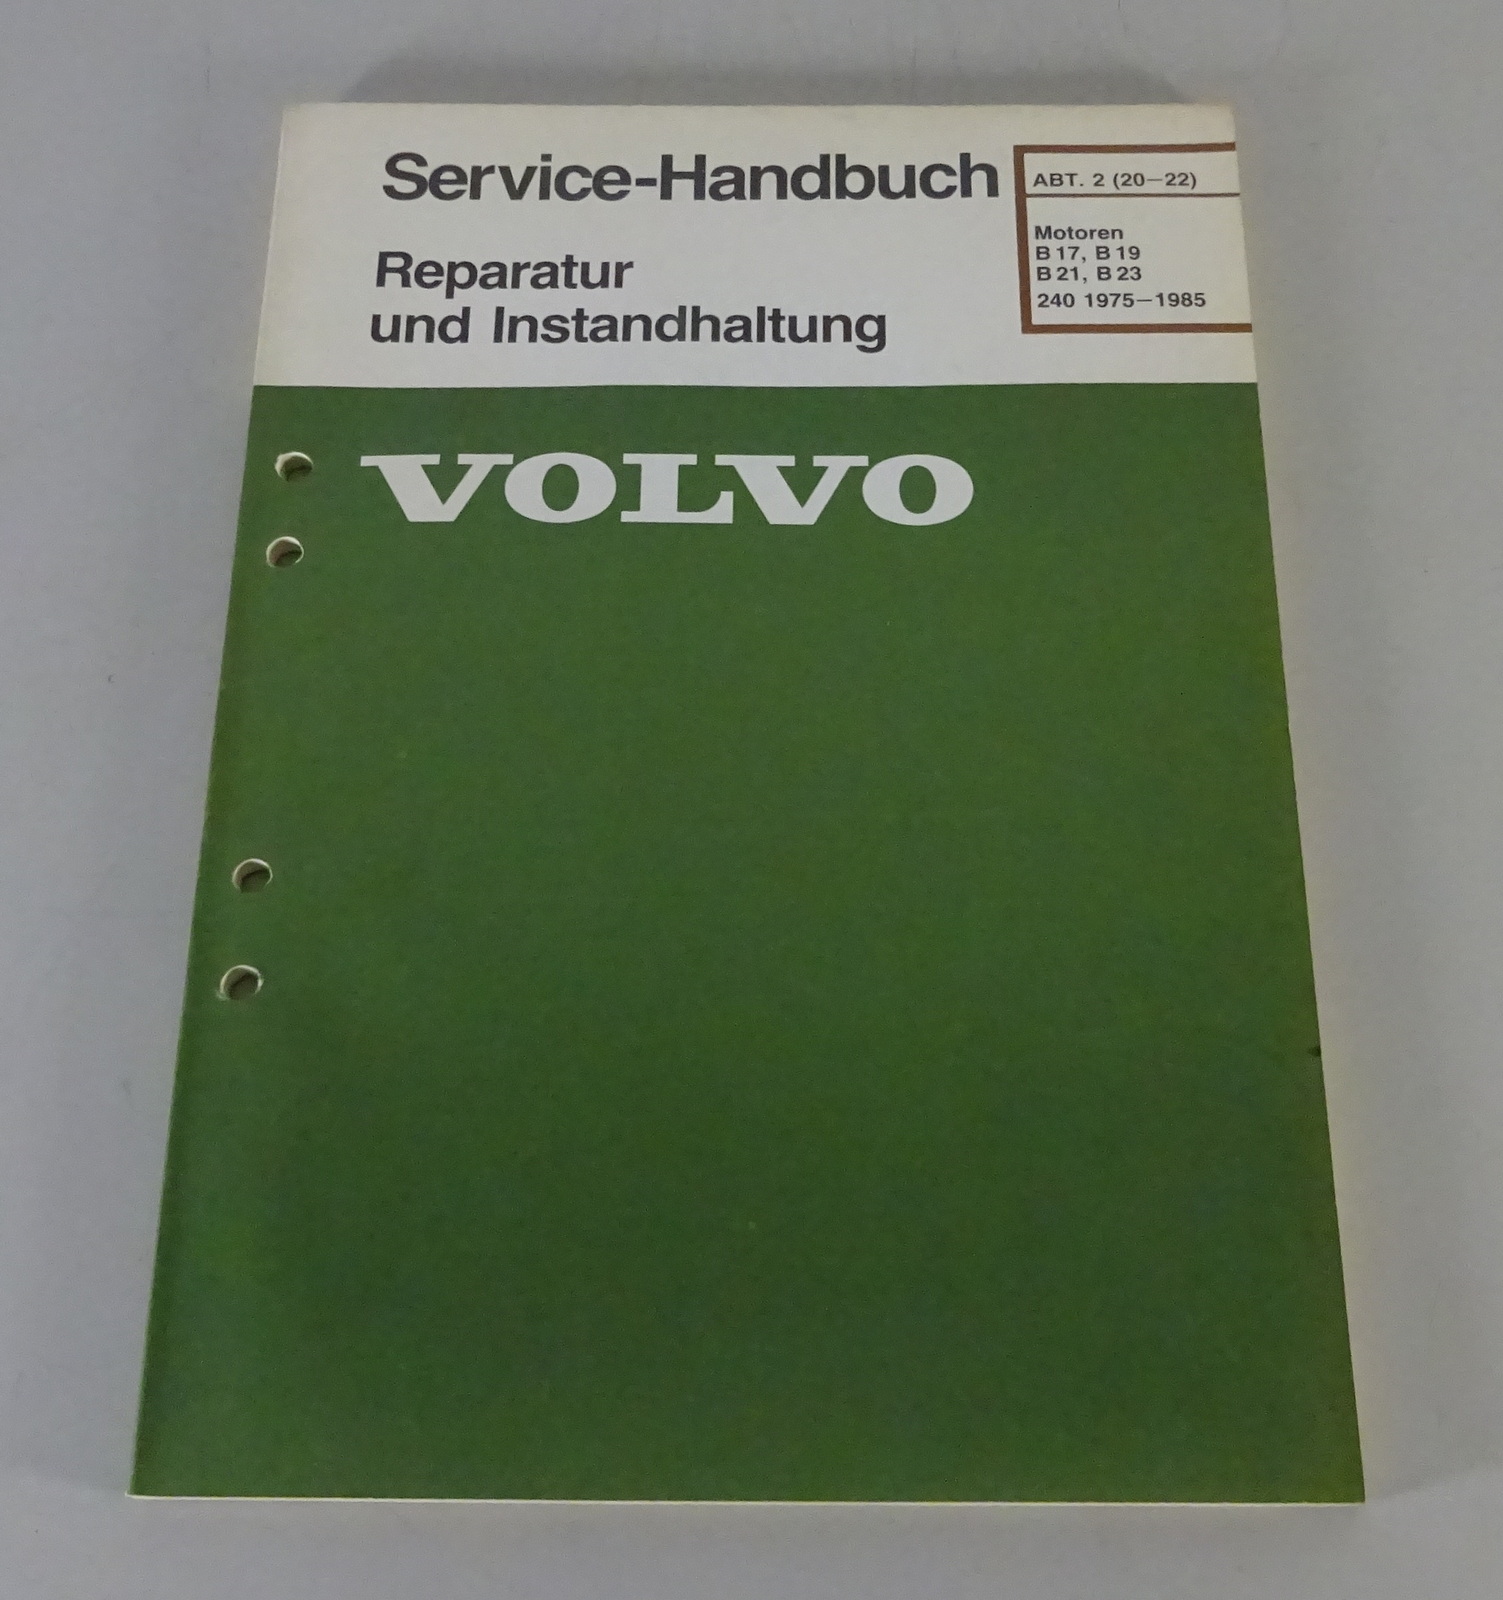 Service-Handbuch
Reparatur
und Instandhaltung
ABT. 2 (20–22)
Motoren
B 17, B 19
B 21, B 23
240 1975–1985
VOLVO